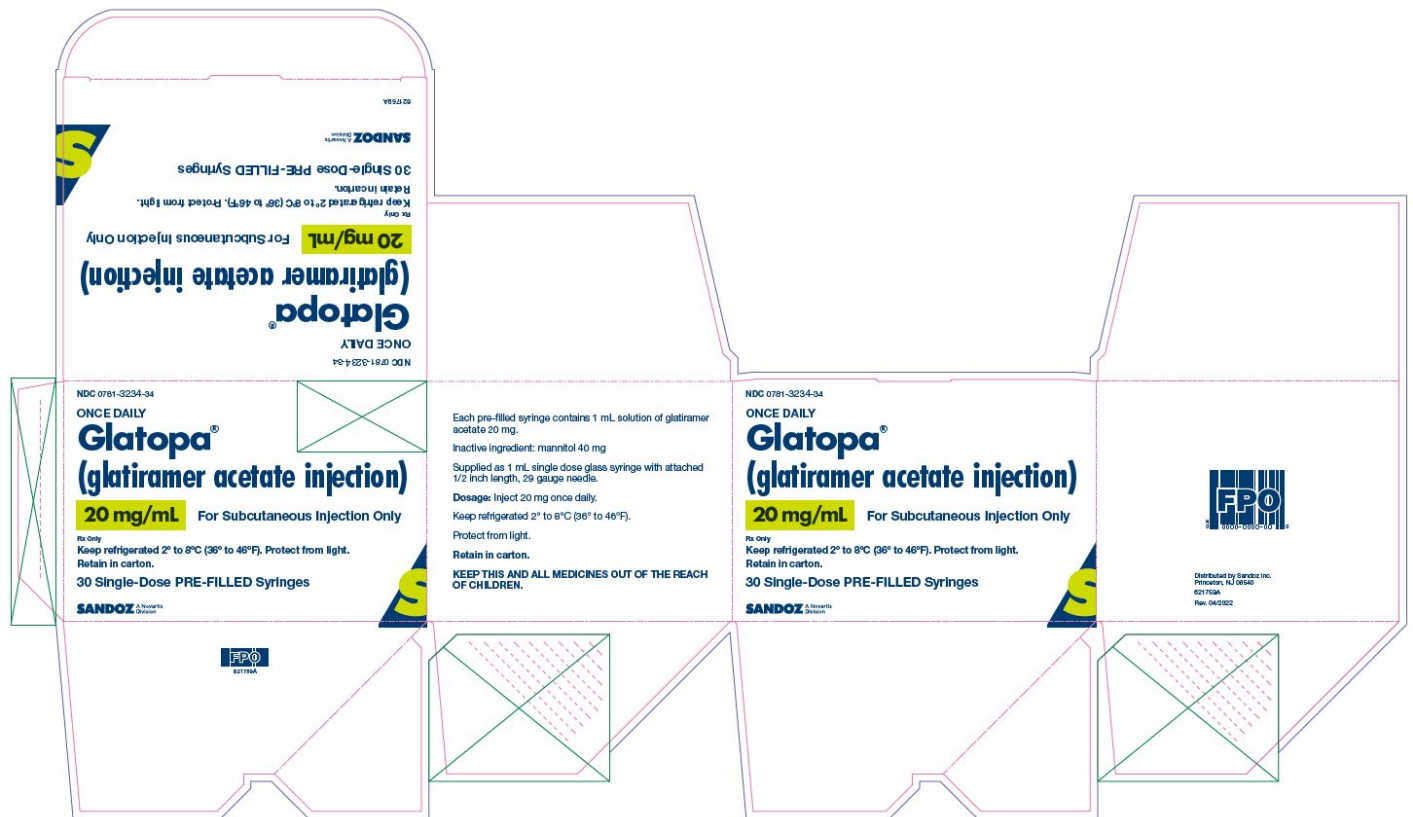 NDC 0781-3234-34
ONCE DAILY
Glatopa®
(glatiramer acetate injection)
20 mg/mL For Subcutaneous Injection Only
Rx Only
Keep refrigerated 2° to 8°C (36° to 46°F). Protect from light.
Retain in carton.
30 Single-Dose PRE-FILLED Syringes
SANDOZ A Novartis
Division
621759A
S
NDC 0781-3234-34
ONCE DAILY
Glatopa®
(glatiramer acetate injection)
20 mg/mL For Subcutaneous Injection Only
Rx Only
Keep refrigerated 2° to 8°C (36° to 46°F). Protect from light.
Retain in carton.
30 Single-Dose PRE-FILLED Syringes
SANDOZ A Novartis
Division
S
FPO
621759A
Each pre-filled syringe contains 1 mL solution of glatiramer
acetate 20 mg.
Inactive ingredient: mannitol 40 mg
Supplied as 1 mL single dose glass syringe with attached
1/2 inch length, 29 gauge needle.
Dosage: Inject 20 mg once daily.
Keep refrigerated 2° to 8°C (36° to 46°F).
Protect from light.
Retain in carton.
KEEP THIS AND ALL MEDICINES OUT OF THE REACH
OF CHILDREN.
NDC 0781-3234-34
ONCE DAILY
Glatopa®
(glatiramer acetate injection)
20 mg/mL For Subcutaneous Injection Only
Rx Only
Keep refrigerated 2° to 8°C (36° to 46°F). Protect from light.
Retain in carton.
30 Single-Dose PRE-FILLED Syringes
SANDOZ A Novartis
Division
S
FPO
0000-0000-00
Distributed by Sandoz Inc.
Princeton, NJ 08540
621759A
Rev. 04/2022